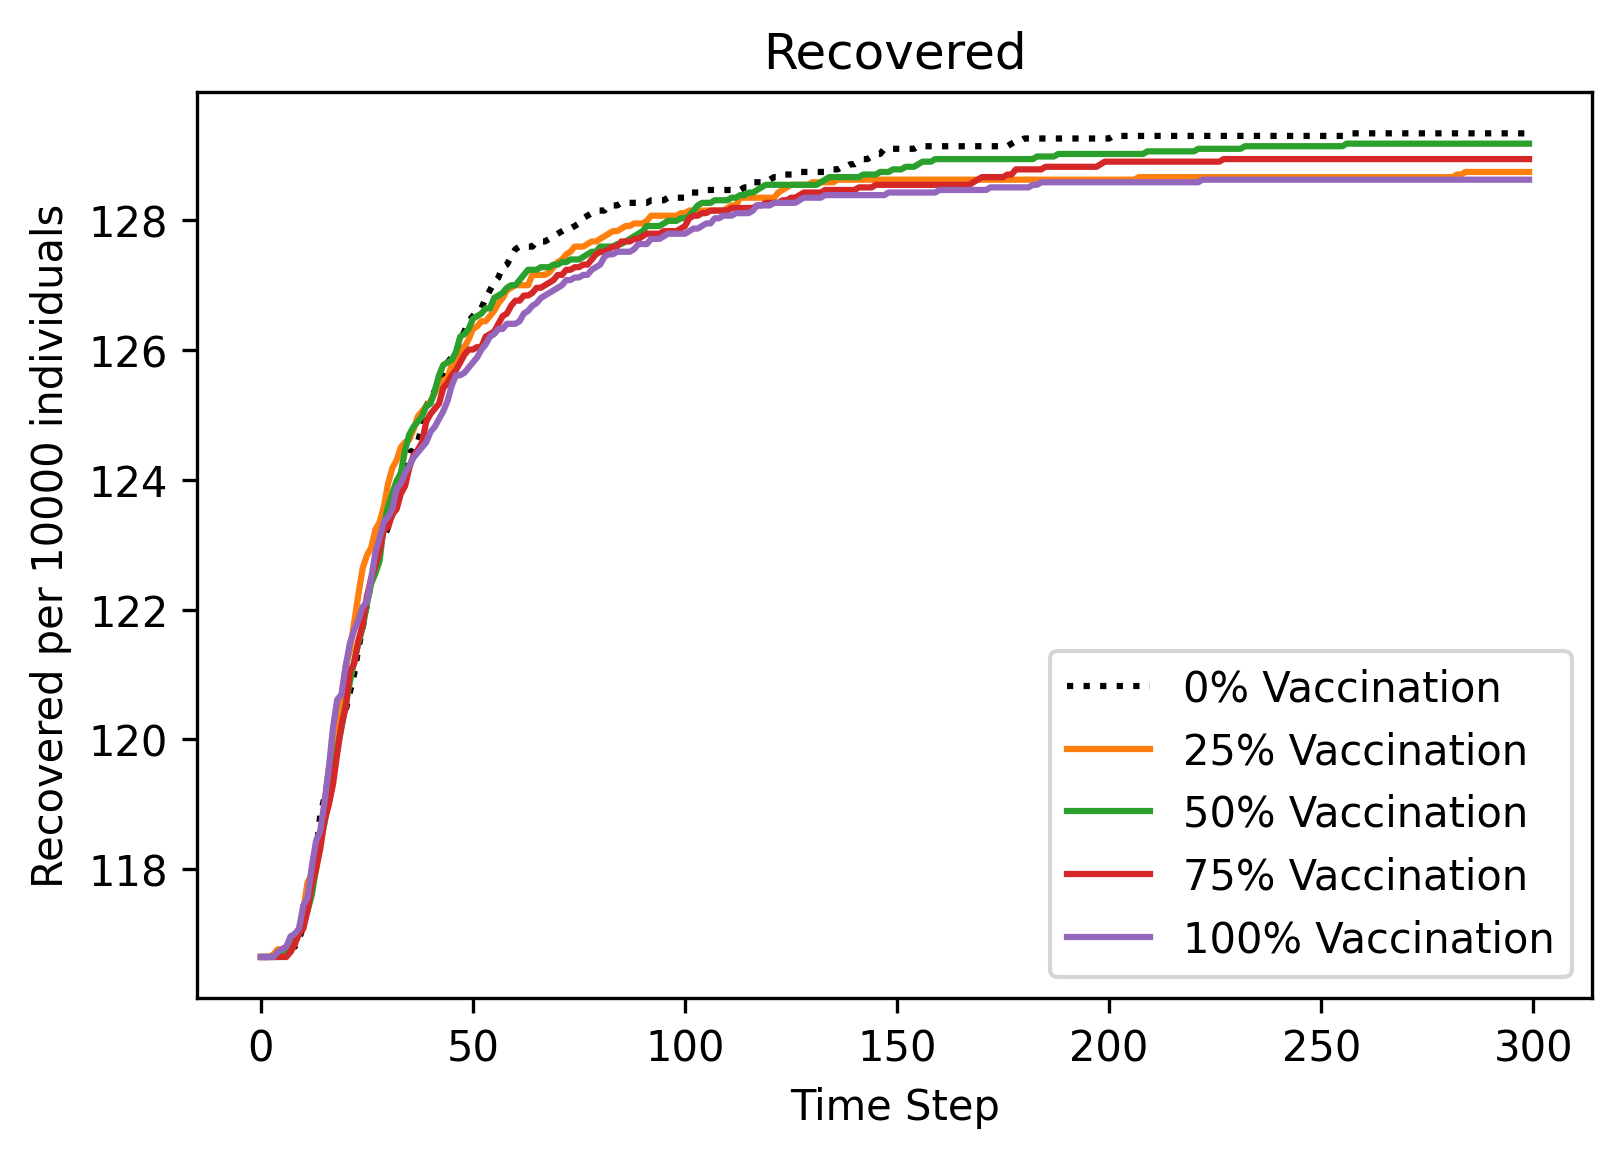 Recovered
Recovered per 10000 individuals
128
126
124
122
120
118
0% Vaccination
25% Vaccination
50% Vaccination
75% Vaccination
100% Vaccination
0 50 100 150 200 250 300
Time Step